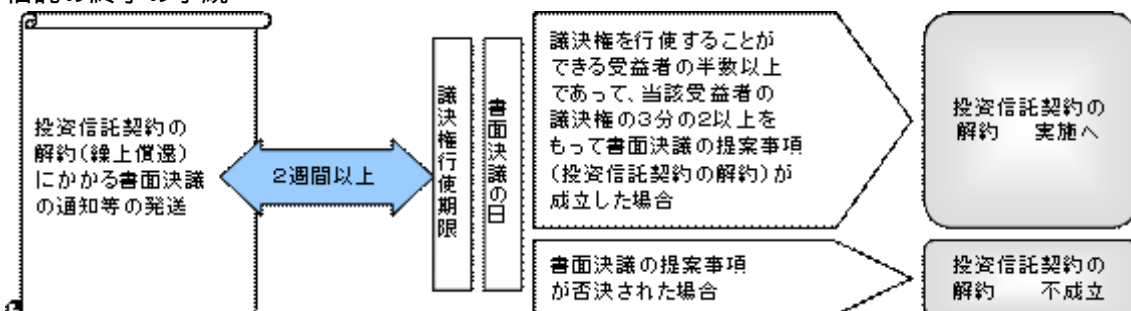 投資信託契約の
解約(繰上償還)
にかかる書面決議
の通知等の発送
2週間以上
議決権行使期限
書面決議の日
議決権を行使することが
できる受益者の半数以上
であって、当該受益者の
議決権の3分の2以上を
もって書面決議の提案事項
(投資信託契約の解約)が
成立した場合
投資信託契約の
解約　実施へ
書面決議の提案事項
が否決された場合
投資信託契約の
解約　不成立